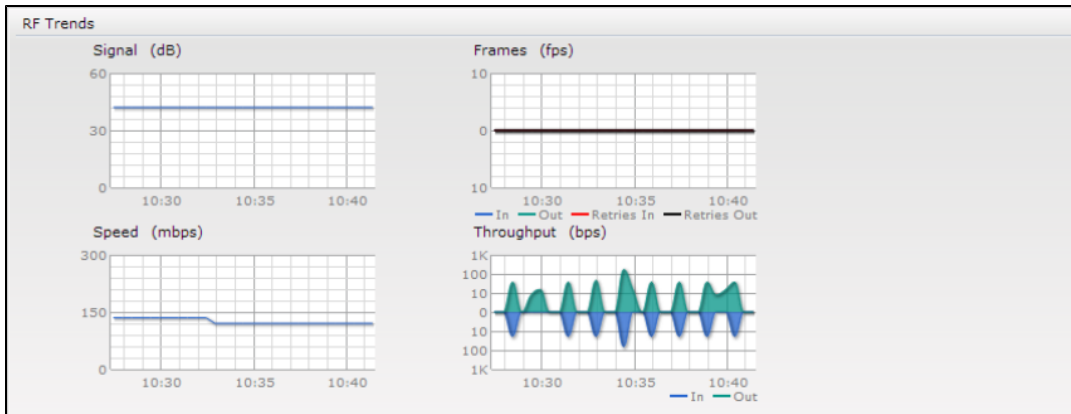 RF Trends
Signal (dB)
60
30
0
10:30 10:35 10:40
Frames (fps)
10
0
10
10:30 10:35 10:40
In Out Retries In Retries Out
Speed (mbps)
300
150
0
10:30 10:35 10:40
Throughput (bps)
1K
100
10
0
10
100
1K
10:30 10:35 10:40
In Out